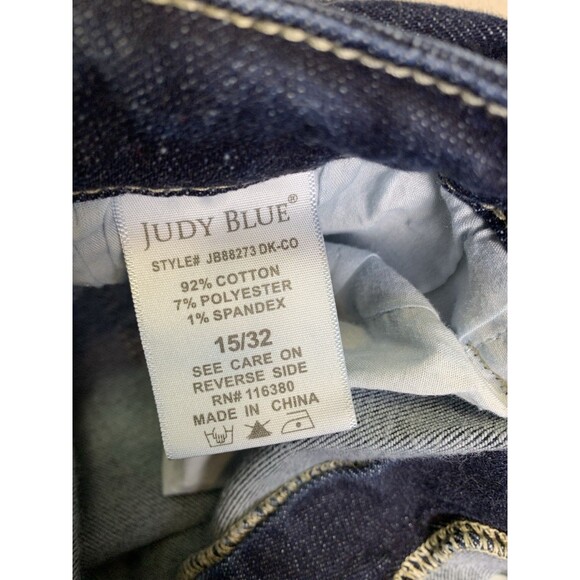 JUDY BLUE®
STYLE# JB88273 DK-CO
92% COTTON
7% POLYESTER
1% SPANDEX
15/32
SEE CARE ON
REVERSE SIDE
RN# 116380
MADE IN CHINA